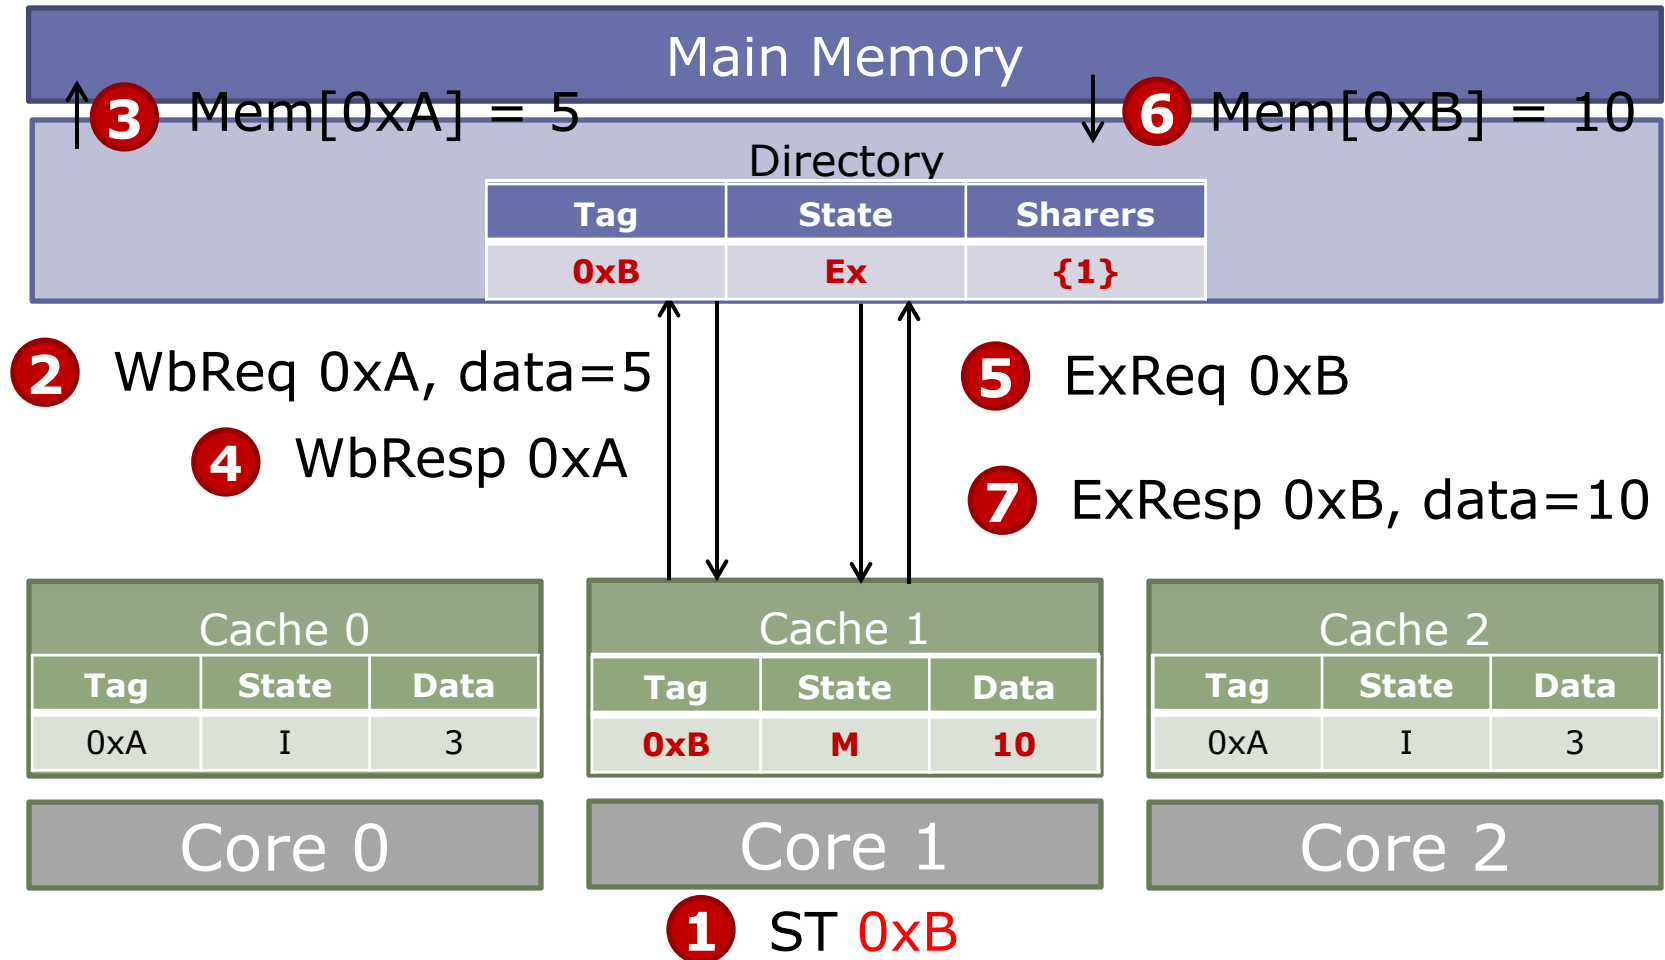 Main Memory
3 Mem[0xA] = 5
6 Mem[0xB] = 10
Directory
Tag State Sharers
0xB Ex {1}
2 WbReq 0xA, data=5
5 ExReq 0xB
4 WbResp 0xA
7 ExResp 0xB, data=10
Cache 0
Tag State Data
0xA I 3
Cache 1
Tag State Data
0xB M 10
Cache 2
Tag State Data
0xA I 3
Core 0
Core 1
Core 2
1 ST 0xB